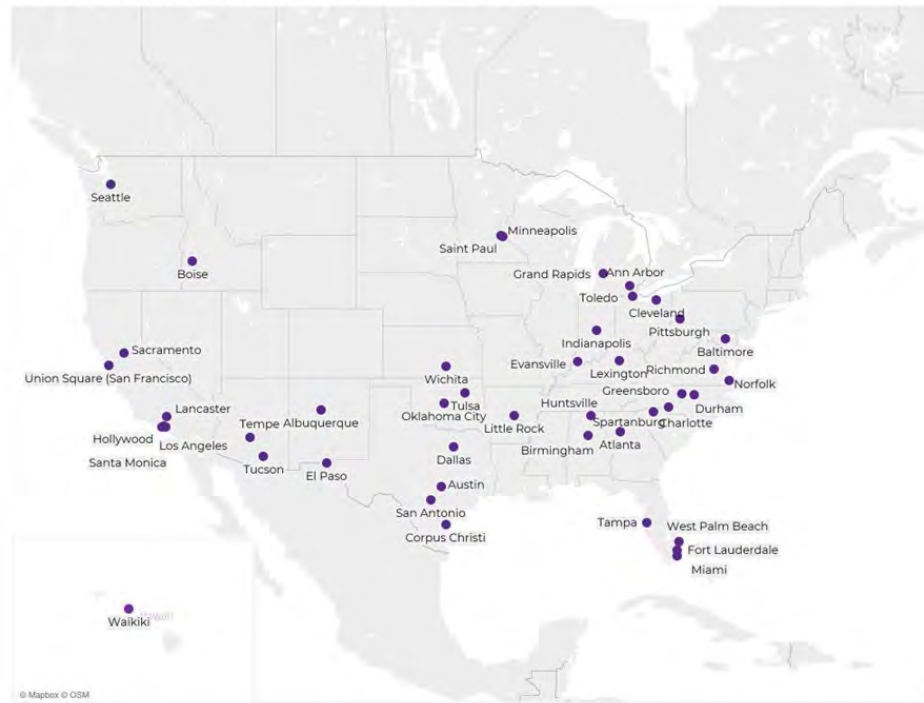 Seattle
Minneapolis
Saint Paul
Boise
Grand Rapids
Ann Arbor
Toledo
Cleveland
Pittsburgh
Indianapolis
Baltimore
Sacramento
Union Square (San Francisco)
Evansville
Lexington
Richmond
Wichita
Norfolk
Greensboro
Tulsa
Huntsville
Durham
Lancaster
Oklahoma City
Tempe
Albuquerque
Little Rock
Spartanburg
Charlotte
Hollywood
Los Angeles
Birmingham
Atlanta
Santa Monica
Tucson
El Paso
Dallas
Austin
San Antonio
Tampa
West Palm Beach
Corpus Christi
Fort Lauderdale
Miami
Waikiki
Hawaii
© Mapbox © OSM